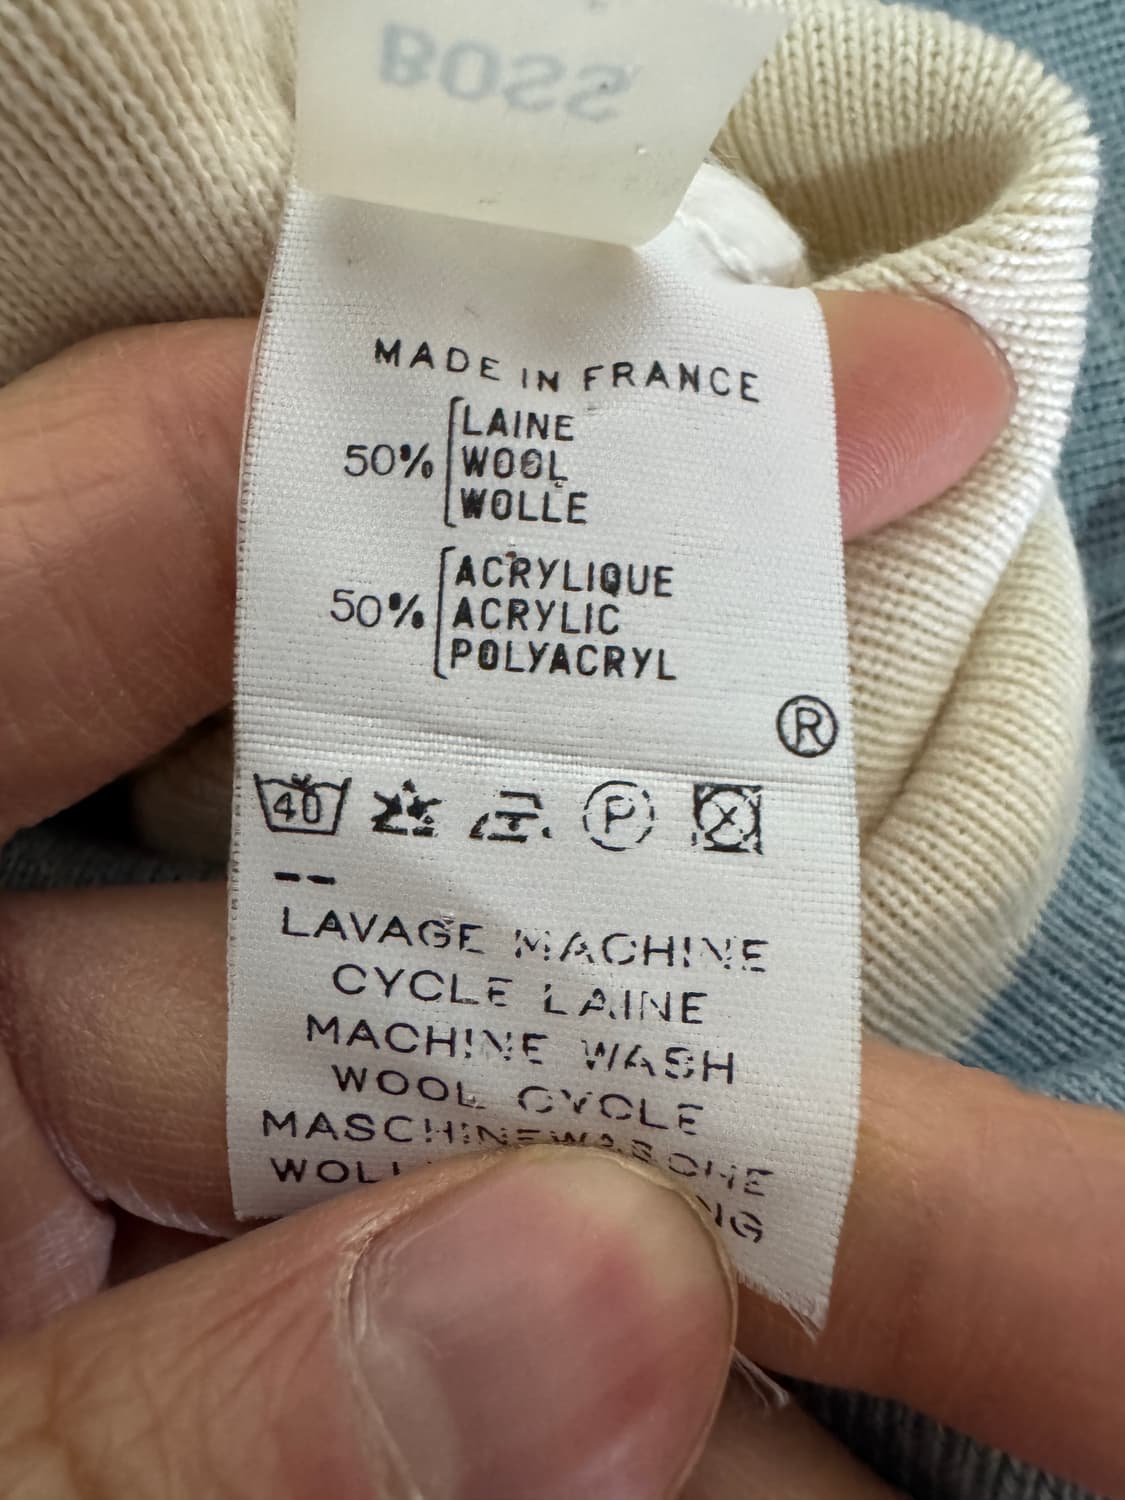 BOSS
MADE IN FRANCE
50% LAINE
WOOL
WOLLE
50% ACRYLIQUE
ACRYLIC
POLYACRYL
®
40 P
LAVAGE MACHINE
CYCLE LAINE
MACHINE WASH
WOOL CYCLE
MASCHINEWASCHE